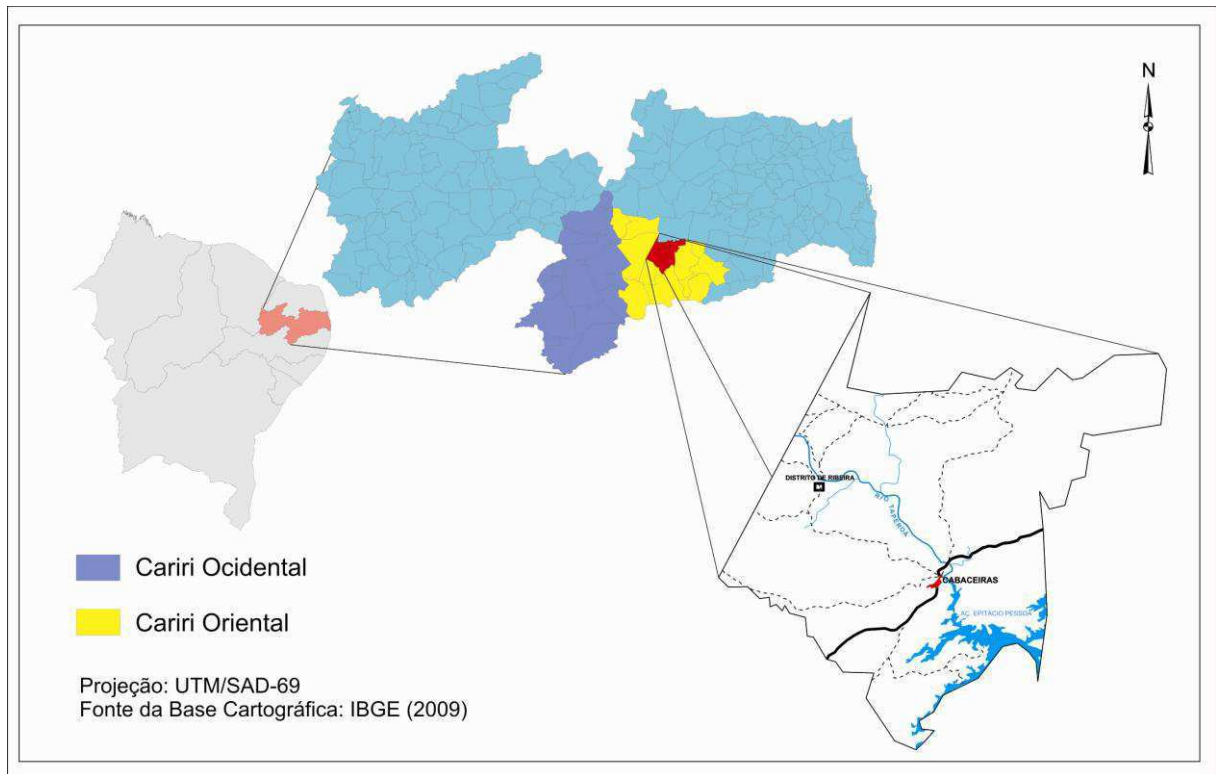 N
DISTRITO DE RIBEIRA
RIO TAPEROÁ
CABACEIRAS
AÇ. EPITÁCIO PESSOA
Cariri Ocidental
Cariri Oriental
Projeção: UTM/SAD-69
Fonte da Base Cartográfica: IBGE (2009)